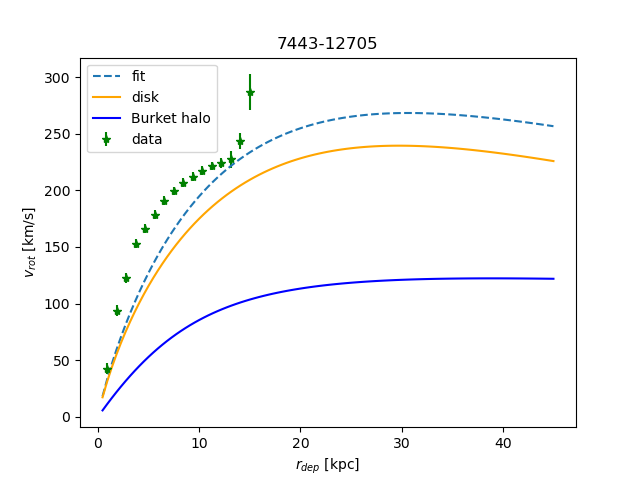 7443-12705
fit
disk
Burket halo
data
300
250
200
150
100
50
0
v_rot [km/s]
0 10 20 30 40
r_dep [kpc]